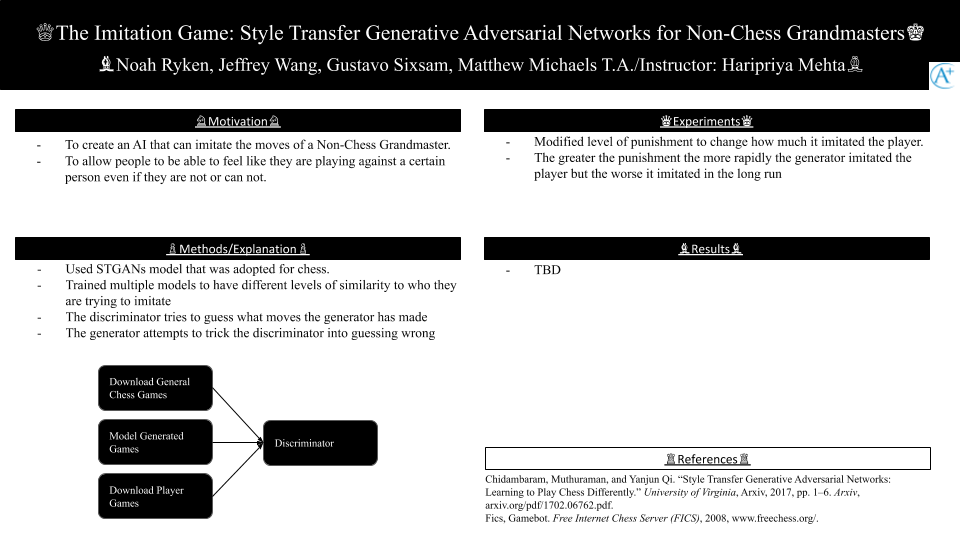 ♕The Imitation Game: Style Transfer Generative Adversarial Networks for Non-Chess Grandmasters♚
♝Noah Ryken, Jeffrey Wang, Gustavo Sixsam, Matthew Michaels T.A./Instructor: Haripriya Mehta♗
A+
♘Motivation♘
- To create an AI that can imitate the moves of a Non-Chess Grandmaster.
- To allow people to be able to feel like they are playing against a certain
person even if they are not or can not.
♙Methods/Explanation♙
- Used STGANs model that was adopted for chess.
- Trained multiple models to have different levels of similarity to who they
are trying to imitate
- The discriminator tries to guess what moves the generator has made
- The generator attempts to trick the discriminator into guessing wrong
Download General
Chess Games
Model Generated
Games
Download Player
Games
Discriminator
♛Experiments♛
- Modified level of punishment to change how much it imitated the player.
- The greater the punishment the more rapidly the generator imitated the
player but the worse it imitated in the long run
♝Results♝
- TBD
♖References♖
Chidambaram, Muthuraman, and Yanjun Qi. “Style Transfer Generative Adversarial Networks:
Learning to Play Chess Differently.” University of Virginia, Arxiv, 2017, pp. 1–6. Arxiv,
arxiv.org/pdf/1702.06762.pdf.
Fics, Gamebot. Free Internet Chess Server (FICS), 2008, www.freechess.org/.